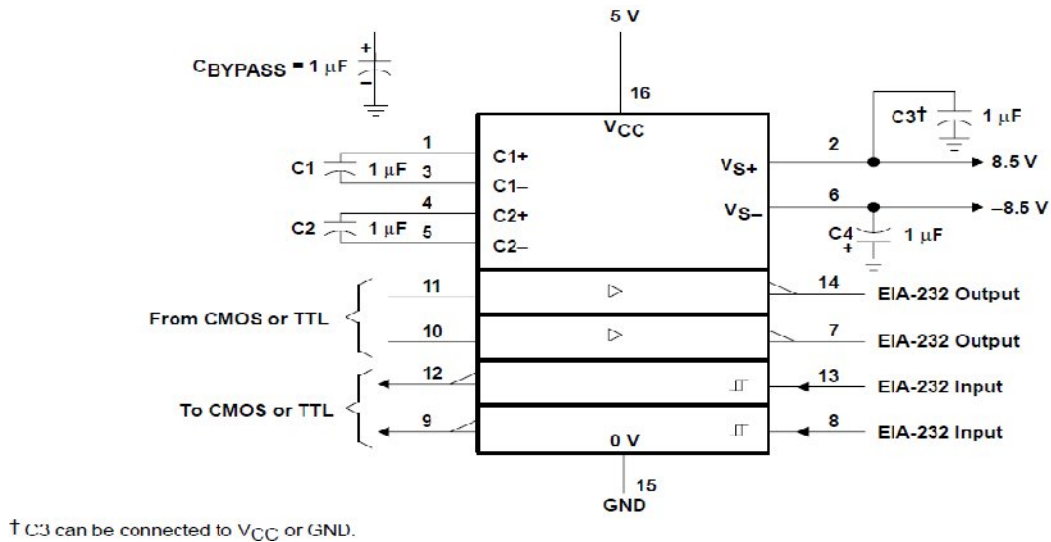 5 V
CBYPASS = 1 μF
+
–
16
VCC
C3†
1 μF
1
C1+
C1
1 μF
3
C1–
2
VS+
8.5 V
4
C2+
C2
1 μF
5
C2–
6
VS–
–8.5 V
C4
+
1 μF
11
14
EIA-232 Output
From CMOS or TTL
10
7
EIA-232 Output
12
13
EIA-232 Input
To CMOS or TTL
9
8
EIA-232 Input
0 V
15
GND
† C3 can be connected to VCC or GND.